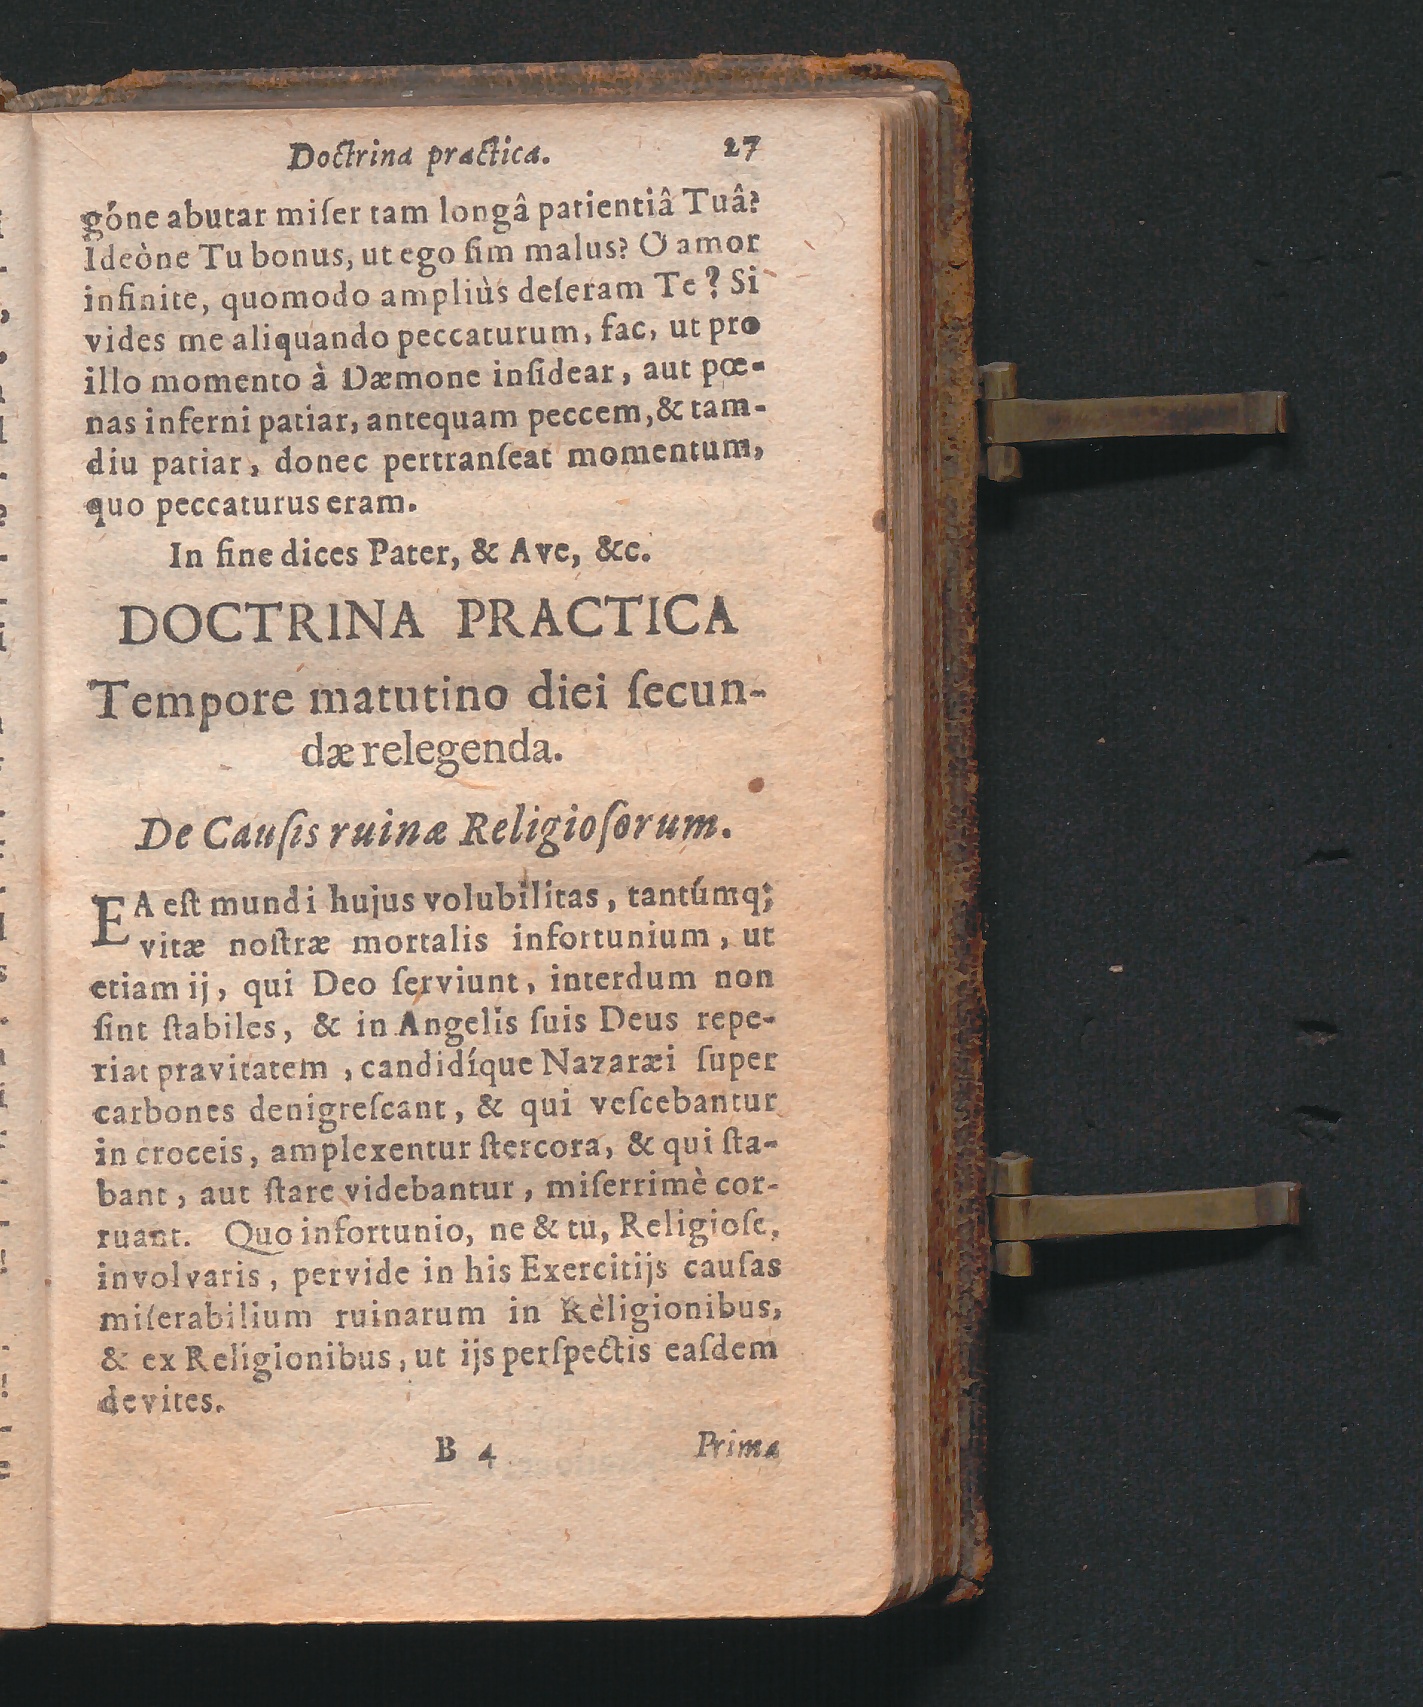 Doctrina practica. 27
góne abutar miſer tam longâ patientiâ Tuâ?
Ideòne Tu bonus, ut ego ſim malus? O amor
infinite, quomodo ampliùs deſeram Te? Si
vides me aliquando peccaturum, fac, ut pro
illo momento à Dæmone inſidear, aut pœ-
nas inferni patiar, antequam peccem, & tam-
diu patiar, donec pertranſeat momentum,
quo peccaturus eram.
In fine dices Pater, & Ave, &c.
DOCTRINA PRACTICA
Tempore matutino diei ſecun-
dæ relegenda.
De Cauſis ruinæ Religioſorum.
EA eſt mundi hujus volubilitas, tantúmq;
vitæ noſtræ mortalis infortunium, ut
etiam ij, qui Deo ſerviunt, interdum non
ſint ſtabiles, & in Angelis ſuis Deus repe-
riat pravitatem, candidíque Nazaræi ſuper
carbones denigreſcant, & qui veſcebantur
in croceis, amplexentur ſtercora, & qui ſta-
bant, aut ſtare videbantur, miſerrimè cor-
ruant. Quo infortunio, ne & tu, Religioſe,
involvaris, pervide in his Exercitijs cauſas
miſerabilium ruinarum in Religionibus,
& ex Religionibus, ut ijs perſpectis eaſdem
devites.
B 4 Prima